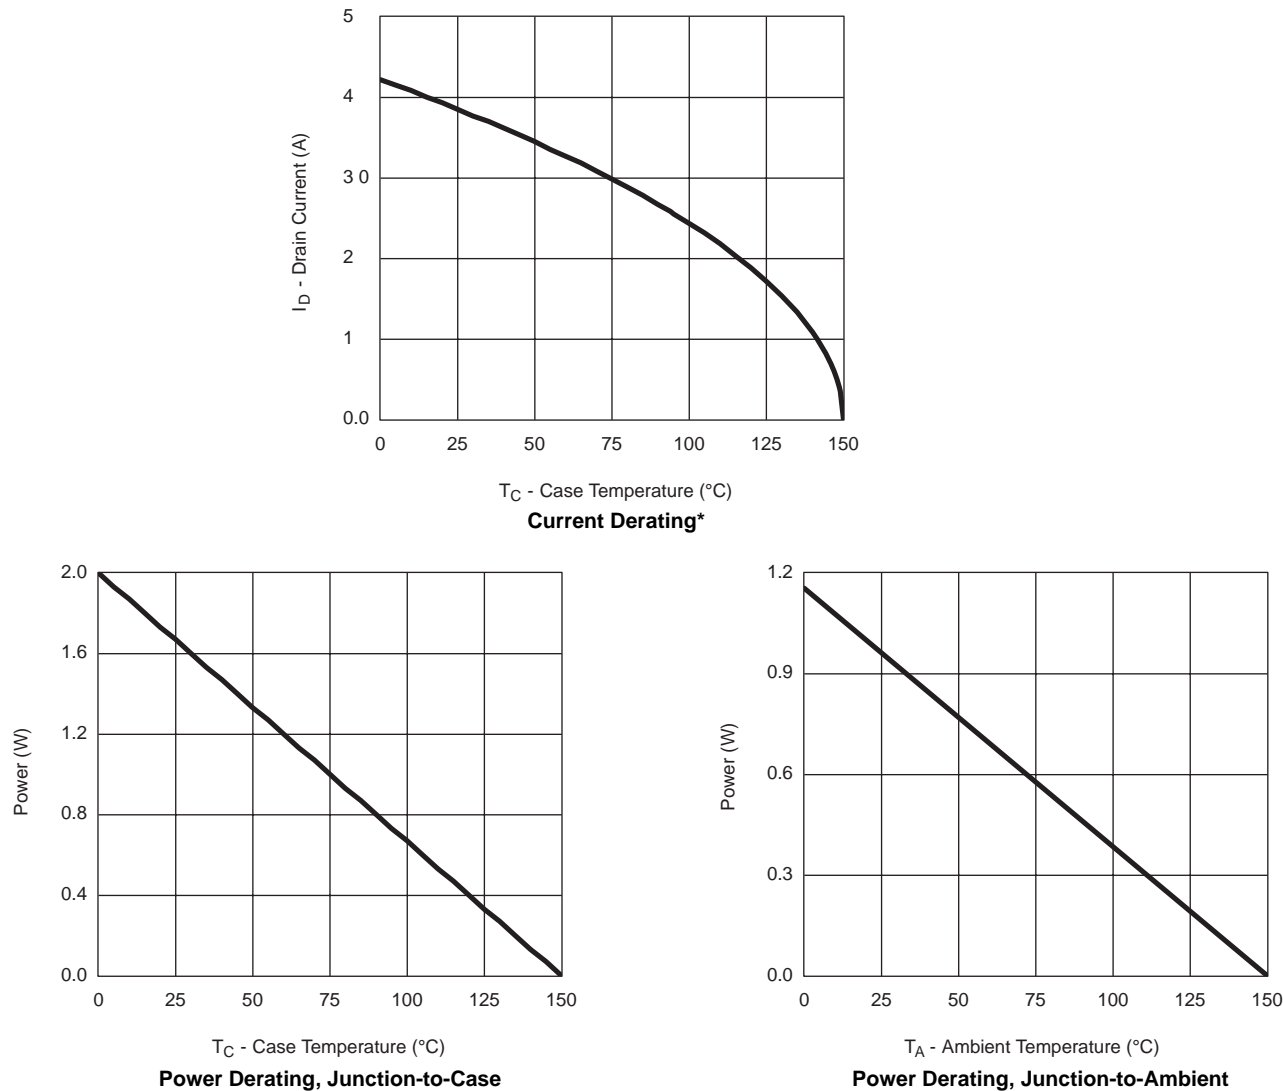 5
4
3 0
2
1
0.0
I_D - Drain Current (A)
0 25 50 75 100 125 150
T_C - Case Temperature (°C)
Current Derating*
2.0
1.6
1.2
0.8
0.4
0.0
Power (W)
0 25 50 75 100 125 150
T_C - Case Temperature (°C)
Power Derating, Junction-to-Case
1.2
0.9
0.6
0.3
0.0
Power (W)
0 25 50 75 100 125 150
T_A - Ambient Temperature (°C)
Power Derating, Junction-to-Ambient